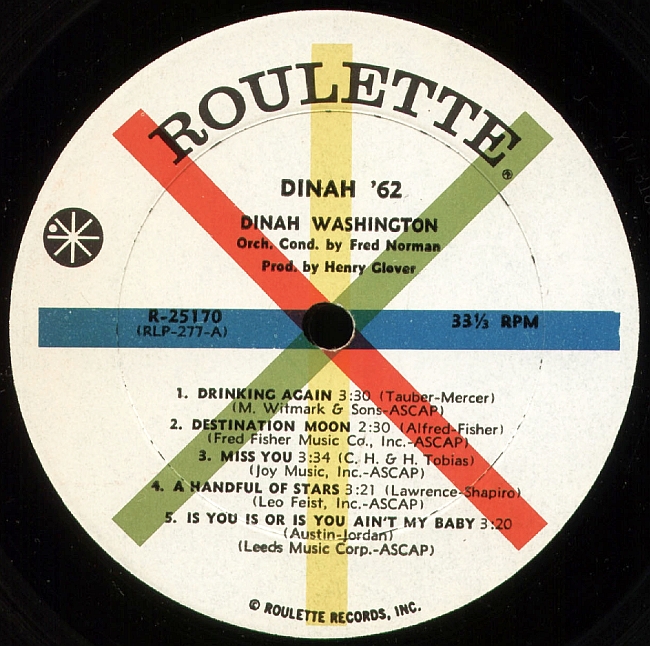 ROULETTE®
DINAH '62
DINAH WASHINGTON
Orch. Cond. by Fred Norman
Prod. by Henry Glover
R-25170
(RLP-277-A)
33⅓ RPM
1. DRINKING AGAIN 3:30 (Tauber-Mercer)
(M. Witmark & Sons-ASCAP)
2. DESTINATION MOON 2:30 (Alfred-Fisher)
(Fred Fisher Music Co., Inc.-ASCAP)
3. MISS YOU 3:34 (C. H. & H. Tobias)
(Joy Music, Inc.-ASCAP)
4. A HANDFUL OF STARS 3:21 (Lawrence-Shapiro)
(Leo Feist, Inc.-ASCAP)
5. IS YOU IS OR IS YOU AIN'T MY BABY 3:20
(Austin-Jordan)
(Leeds Music Corp.-ASCAP)
© ROULETTE RECORDS, INC.